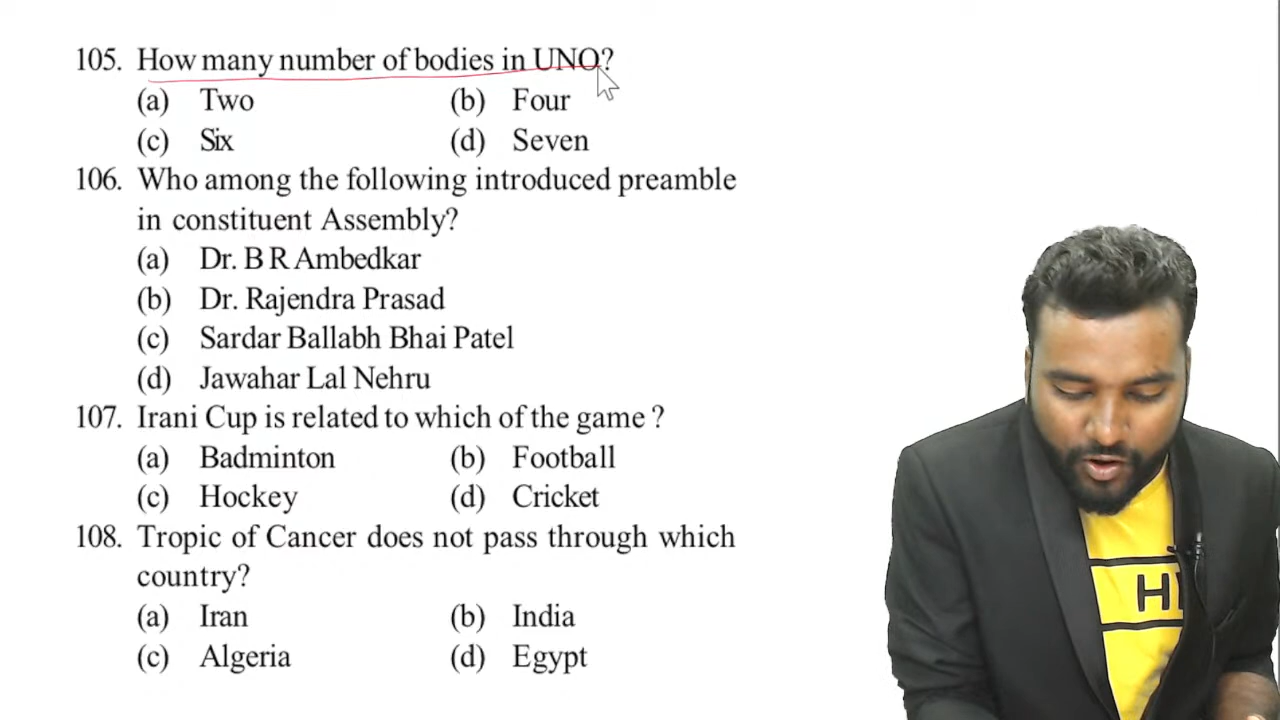 105. How many number of bodies in UNO?
(a) Two (b) Four
(c) Six (d) Seven
106. Who among the following introduced preamble
in constituent Assembly?
(a) Dr. B R Ambedkar
(b) Dr. Rajendra Prasad
(c) Sardar Ballabh Bhai Patel
(d) Jawahar Lal Nehru
107. Irani Cup is related to which of the game ?
(a) Badminton (b) Football
(c) Hockey (d) Cricket
108. Tropic of Cancer does not pass through which
country?
(a) Iran (b) India
(c) Algeria (d) Egypt